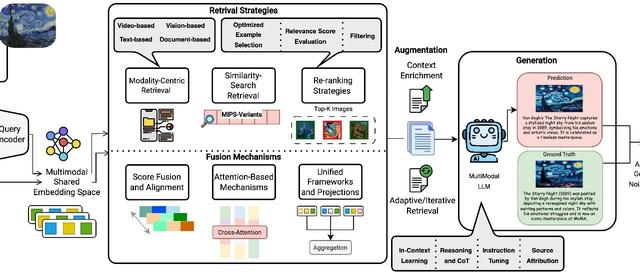 Retrival Strategies
Video-based
Vision-based
Text-based
Document-based
Optimized
Example
Selection
Relevance Score
Evaluation
Filtering
Modality-Centric
Retrieval
Similarity-
Search
Retrieval
Re-ranking
Strategies
MIPS-Variants
Top-K Images
Query
Encoder
Multimodal
Shared
Embedding Space
Fusion Mechanisms
Score Fusion
and Alignment
Attention-Based
Mechanisms
Unified
Frameworks
and Projections
Cross-Attention
Aggregation
Augmentation
Context
Enrichment
Adaptive/Iterative
Retrieval
Generation
AI
MultiModal
LLM
Prediction
Van Gogh's The Starry Night captures
a stylised night sky from his asylum
stay in 1889, symbolizing his emotions
and artistic vision. It is celebrated as
a timeless masterpiece.
Ground Truth
The Starry Night (1889) was painted
by Van Gogh during his asylum stay,
depicting a reimagined night sky with
swirling patterns and colors. It reflects
his emotional struggles and is now an
iconic masterpiece at MoMA.
In-Context
Learning
Reasoning
and CoT
Instruction
Tuning
Source
Attribution